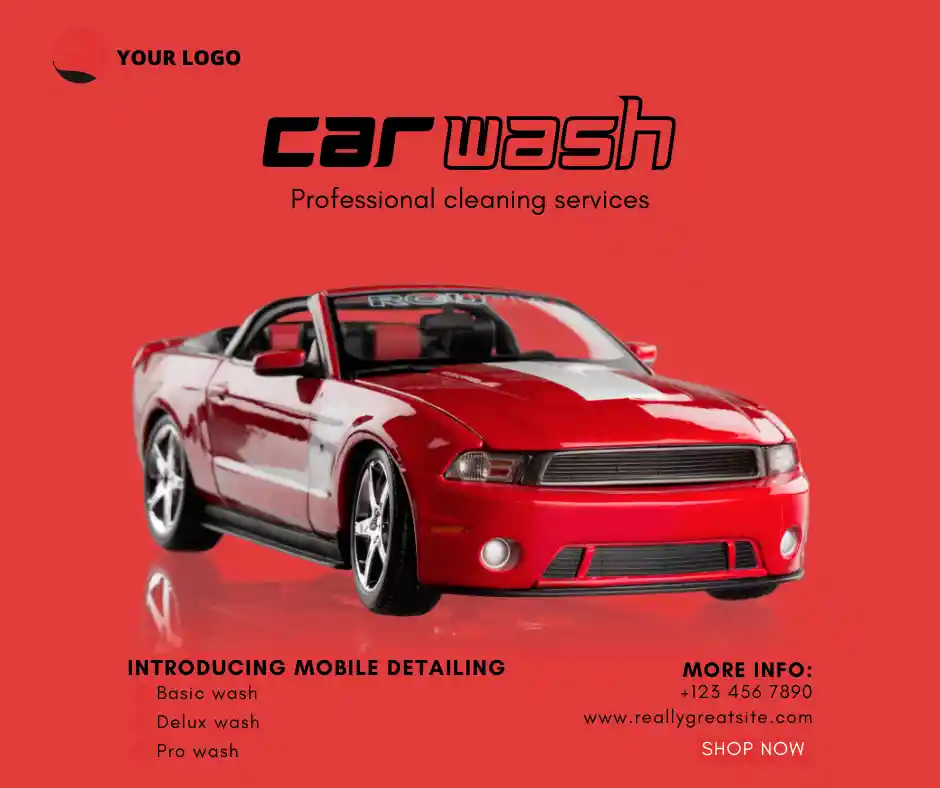 YOUR LOGO
car wash
Professional cleaning services
INTRODUCING MOBILE DETAILING
Basic wash
Delux wash
Pro wash
MORE INFO:
+123 456 7890
www.reallygreatsite.com
SHOP NOW